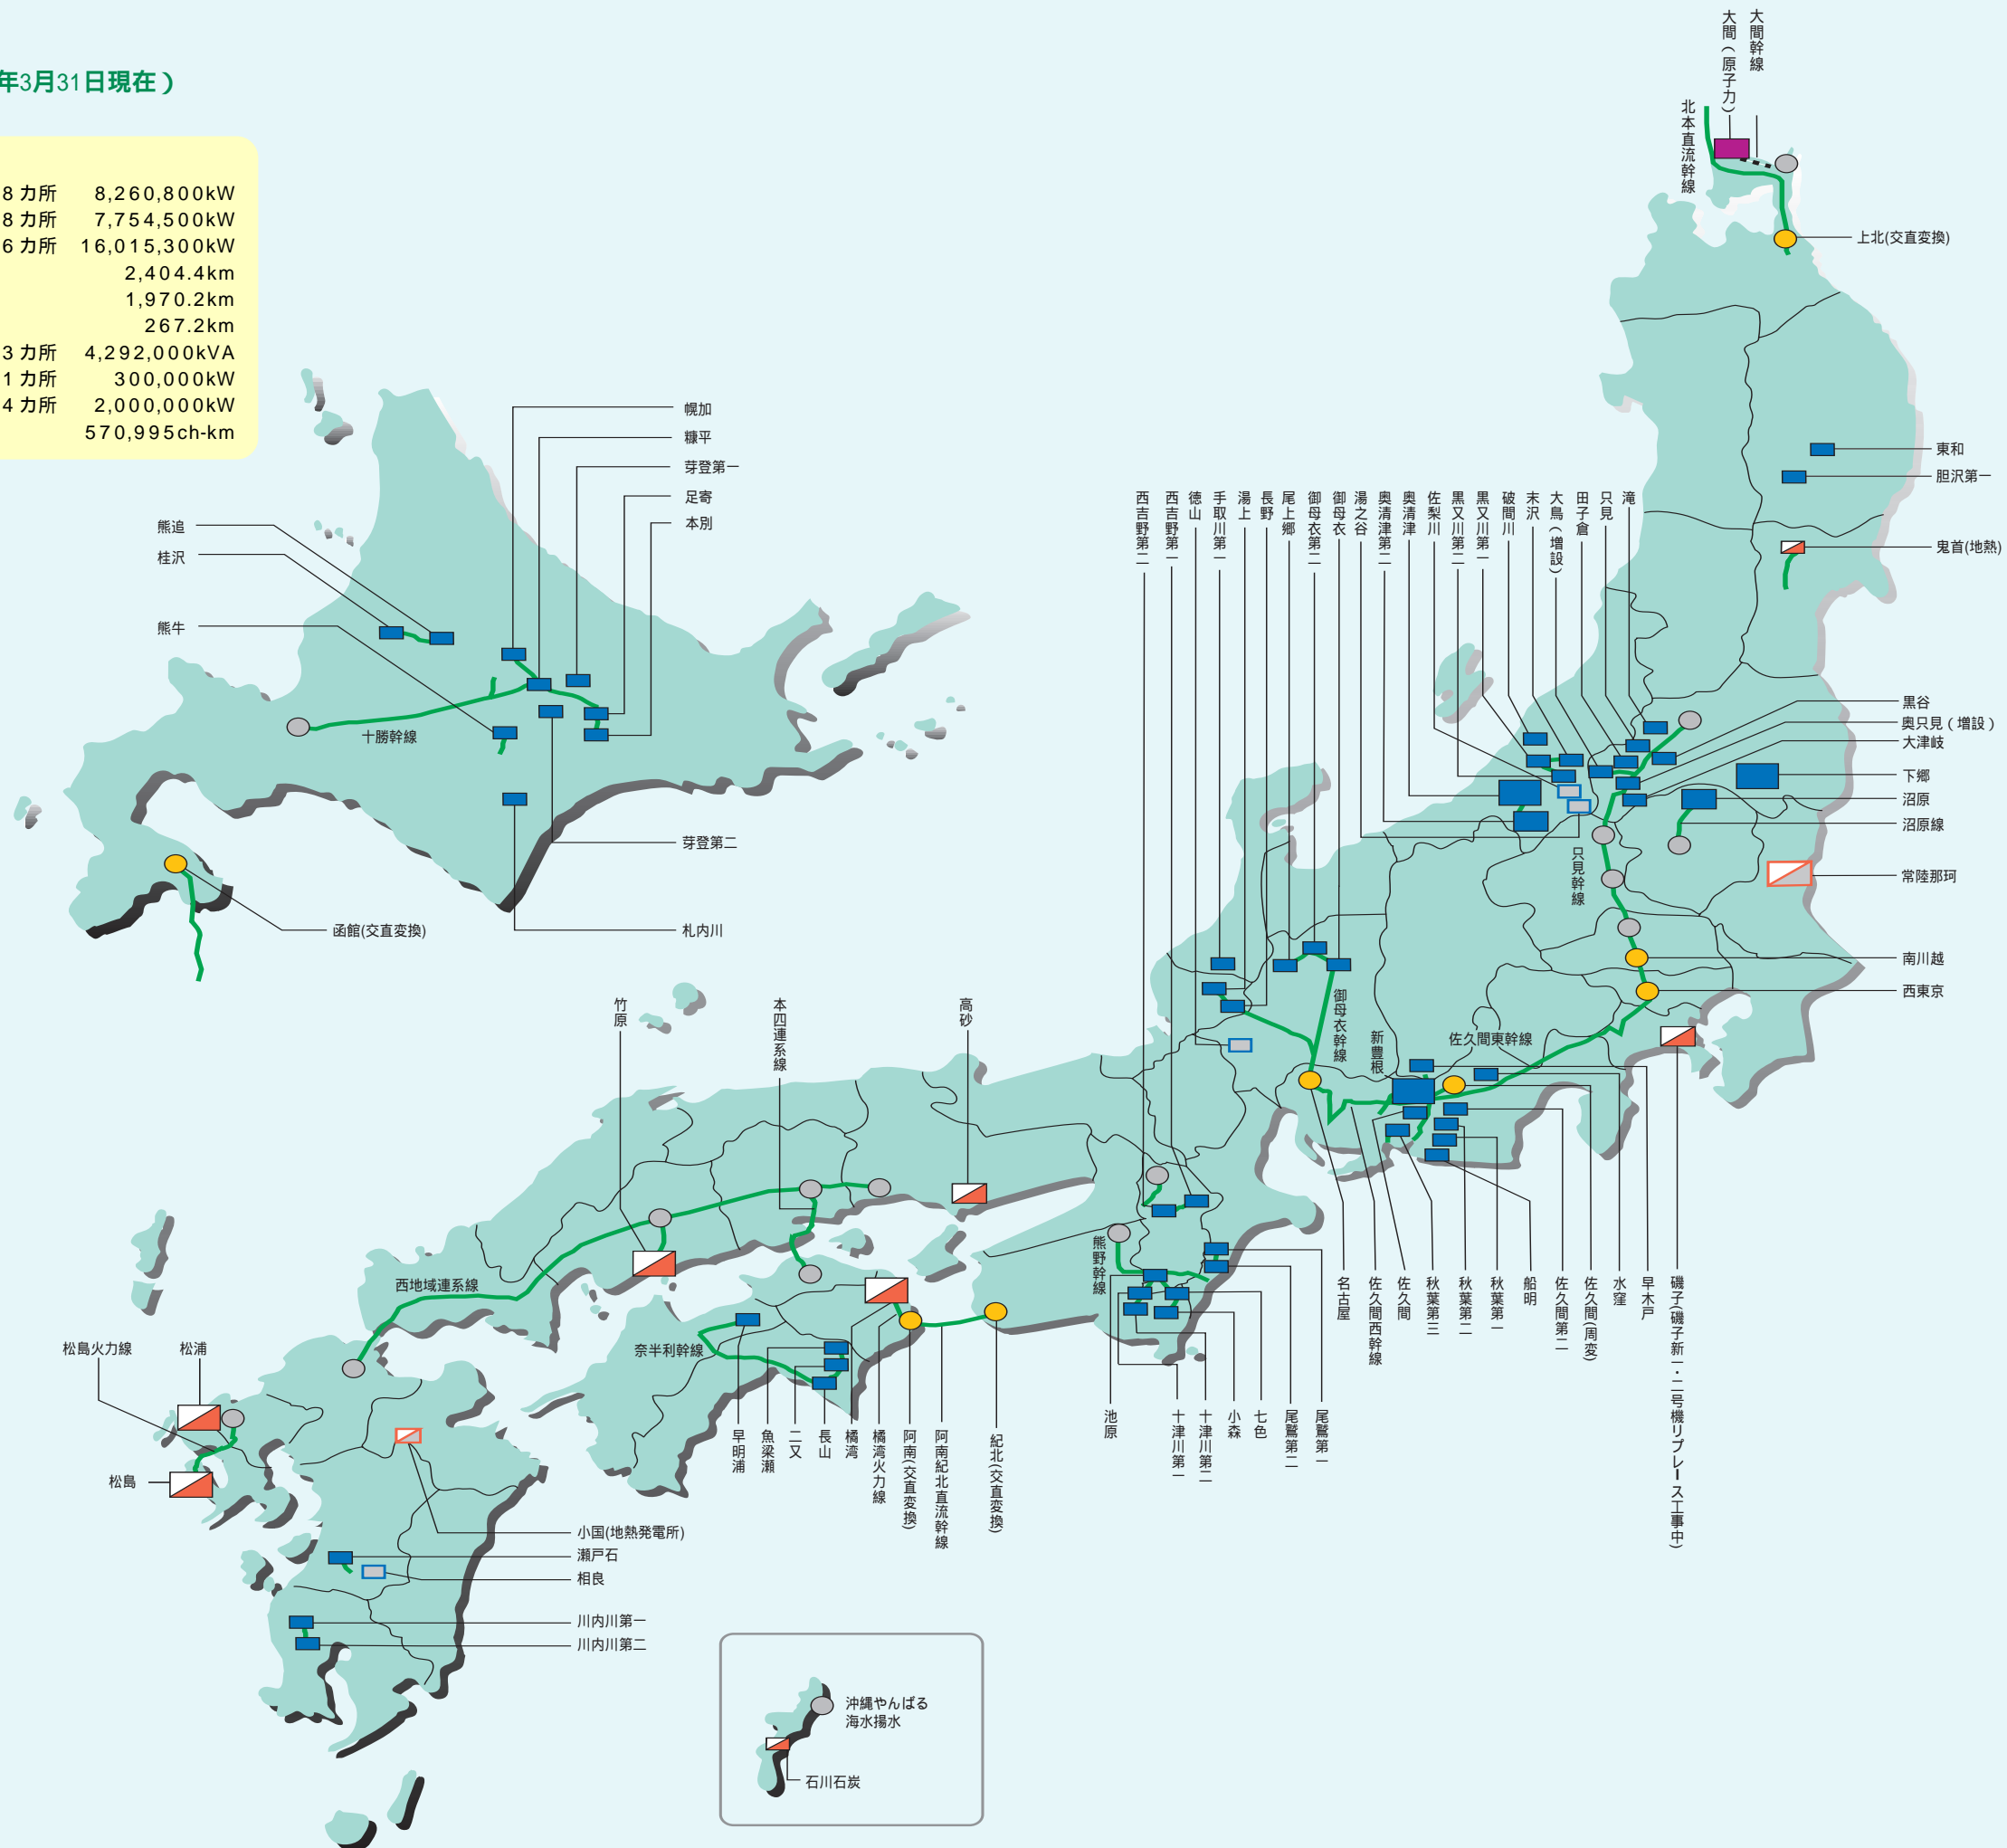 年3月31日現在）
8カ所 8,260,800kW
8カ所 7,754,500kW
6カ所 16,015,300kW
2,404.4km
1,970.2km
267.2km
3カ所 4,292,000kVA
1カ所 300,000kW
4カ所 2,000,000kW
570,995ch-km
大間（原子力）
大間幹線
北本直流幹線
上北(交直変換)
東和
胆沢第一
鬼首(地熱)
幌加
糠平
芽登第一
足寄
本別
熊追
桂沢
熊牛
十勝幹線
芽登第二
札内川
函館(交直変換)
西吉野第二
西吉野第一
徳山
手取川第一
湯上
長野
尾上郷
御母衣第二
御母衣
湯之谷
奥清津第二
奥清津
佐梨川
黒又川第二
黒又川第一
破間川
末沢
大鳥（増設）
田子倉
只見
滝
黒谷
奥只見（増設）
大津岐
下郷
沼原
沼原線
常陸那珂
南川越
西東京
只見幹線
御母衣幹線
新豊根
佐久間東幹線
竹原
本四連系線
高砂
西地域連系線
熊野幹線
奈半利幹線
松島火力線
松浦
松島
早明浦
魚梁瀬
二又
長山
橘湾
橘湾火力線
阿南(交直変換)
阿南紀北直流幹線
紀北(交直変換)
池原
十津川第一
十津川第二
小森
七色
尾鷲第二
尾鷲第一
名古屋
佐久間西幹線
佐久間
秋葉第三
秋葉第二
秋葉第一
船明
佐久間第二
佐久間(周変)
水窪
早木戸
磯子(磯子新一・二号機リプレース工事中)
小国(地熱発電所)
瀬戸石
相良
川内川第一
川内川第二
沖縄やんばる
海水揚水
石川石炭